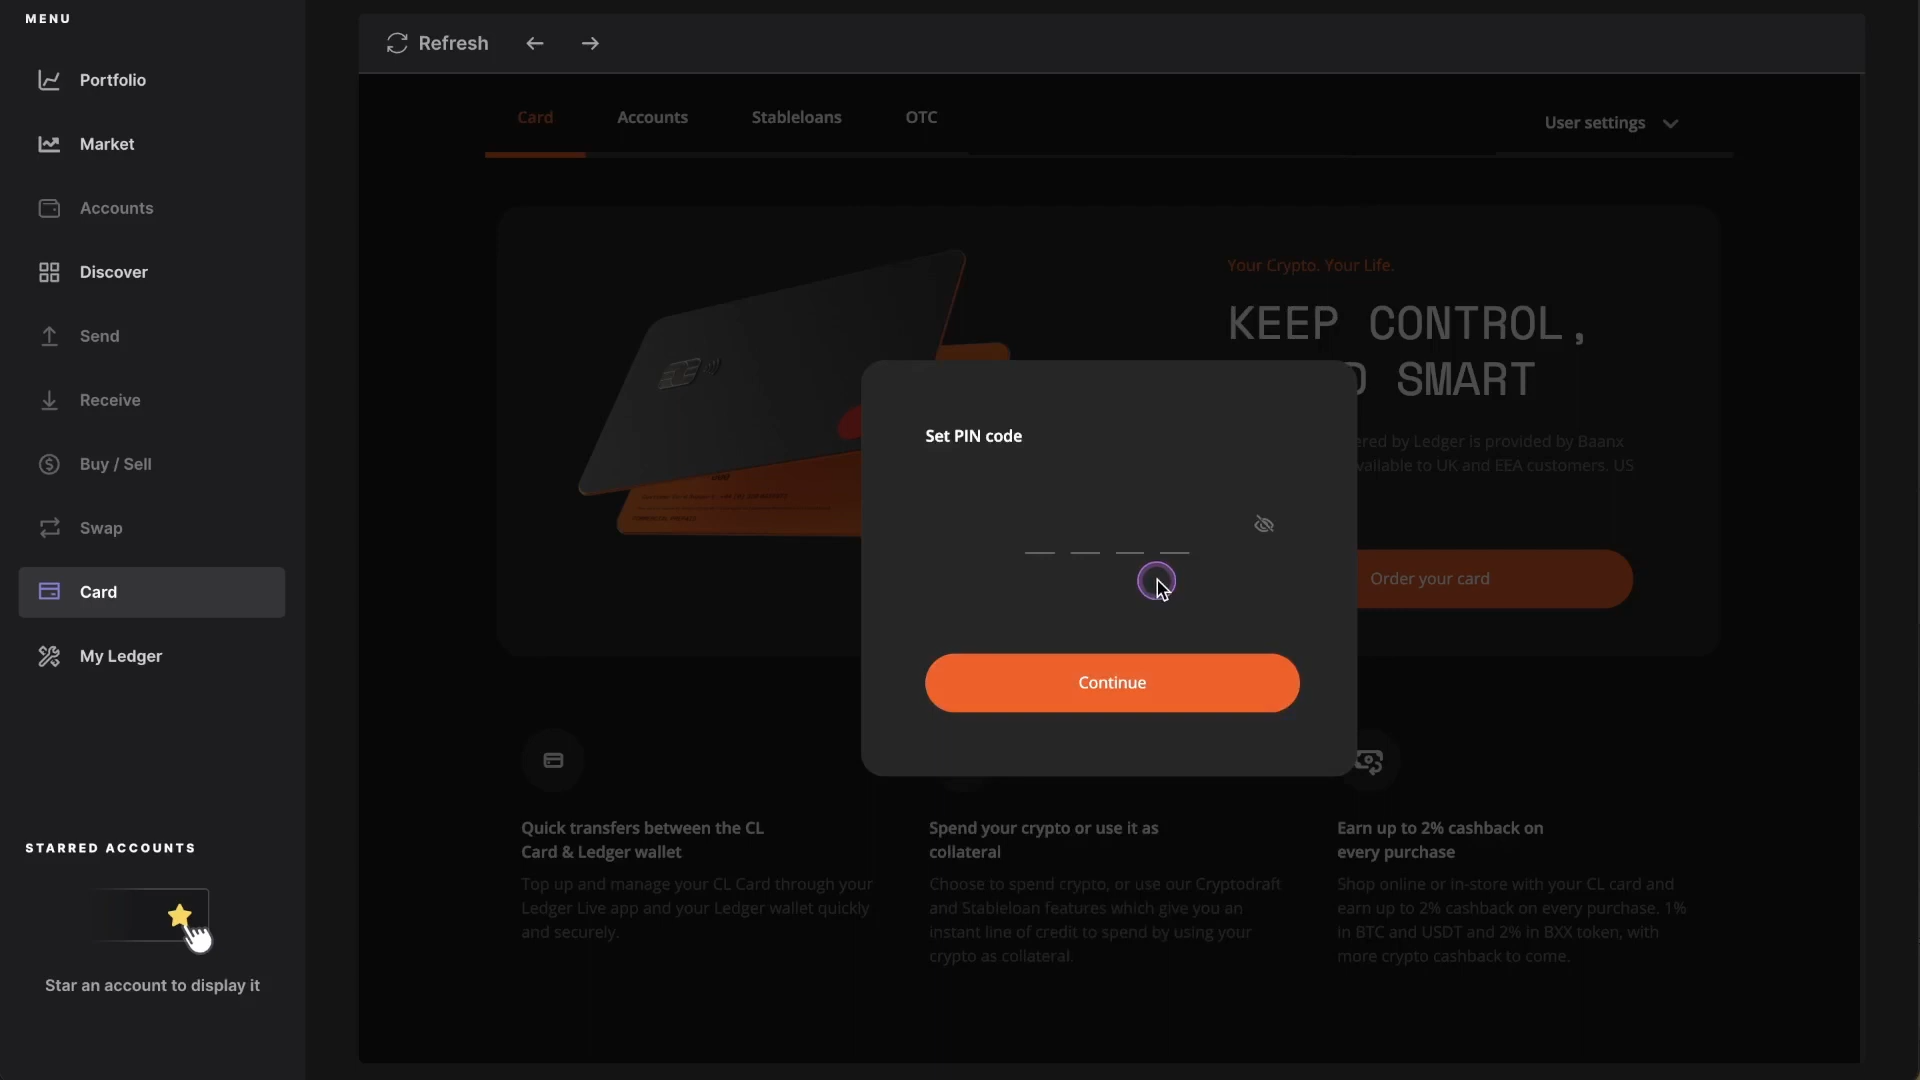 MENU
Portfolio
Market
Accounts
Discover
Send
Receive
Buy / Sell
Swap
Card
My Ledger
STARRED ACCOUNTS
Star an account to display it
Refresh
Card
Accounts
Stableloans
OTC
User settings
Your Crypto. Your Life.
KEEP CONTROL,
SMART
by Ledger is provided by Baanx
to UK and EEA customers. US
Order your card
Set PIN code
Continue
Quick transfers between the CL
Card & Ledger wallet
Top up and manage your CL Card through your
Ledger Live app and your Ledger wallet quickly
and securely.
Spend your crypto or use it as
collateral
Choose to spend crypto, or use our Cryptodraft
and Stableloan features which give you an
instant line of credit to spend by using your
crypto as collateral.
Earn up to 2% cashback on
every purchase
Shop online or in-store with your CL card and
earn up to 2% cashback on every purchase. 1%
in BTC and USDT and 2% in BXX token, with
more crypto cashback to come.